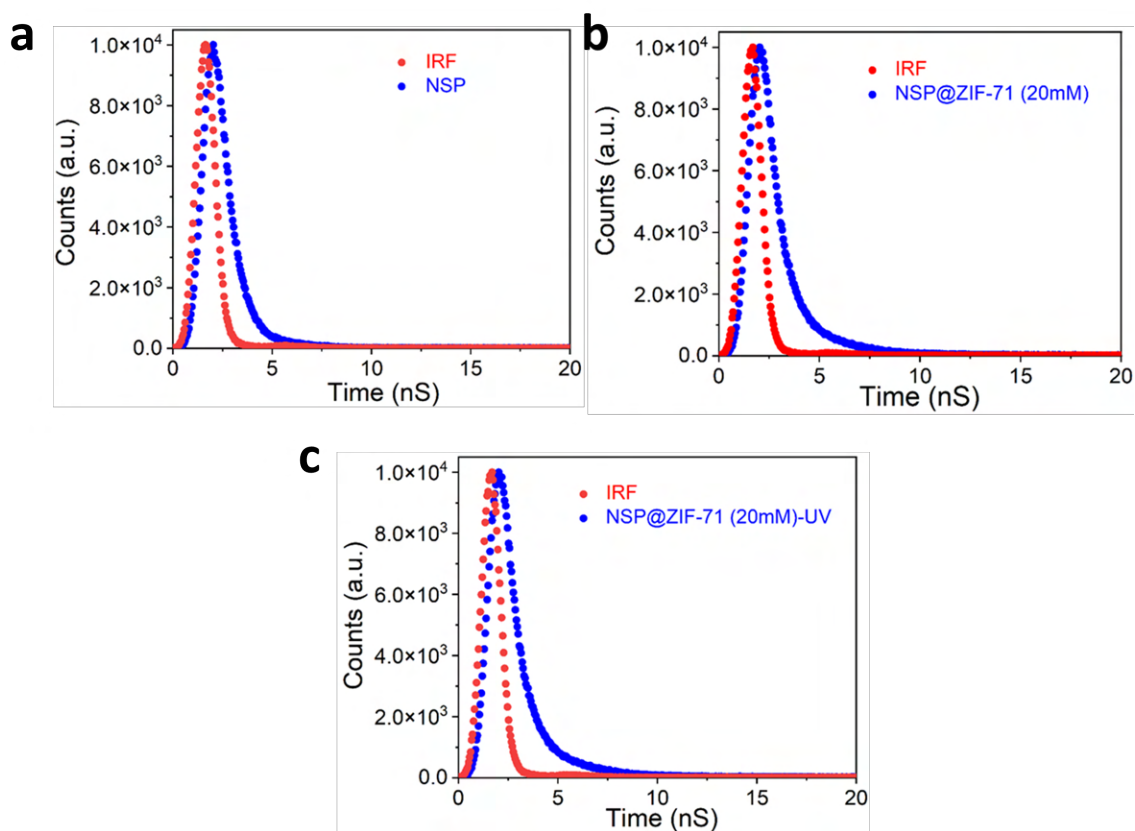 a
Counts (a.u.)
1.0×10⁴
8.0×10³
6.0×10³
4.0×10³
2.0×10³
0.0
IRF
NSP
0 5 10 15 20
Time (nS)
b
Counts (a.u.)
1.0×10⁴
8.0×10³
6.0×10³
4.0×10³
2.0×10³
0.0
IRF
NSP@ZIF-71 (20mM)
0 5 10 15 20
Time (nS)
c
Counts (a.u.)
1.0×10⁴
8.0×10³
6.0×10³
4.0×10³
2.0×10³
0.0
IRF
NSP@ZIF-71 (20mM)-UV
0 5 10 15 20
Time (nS)